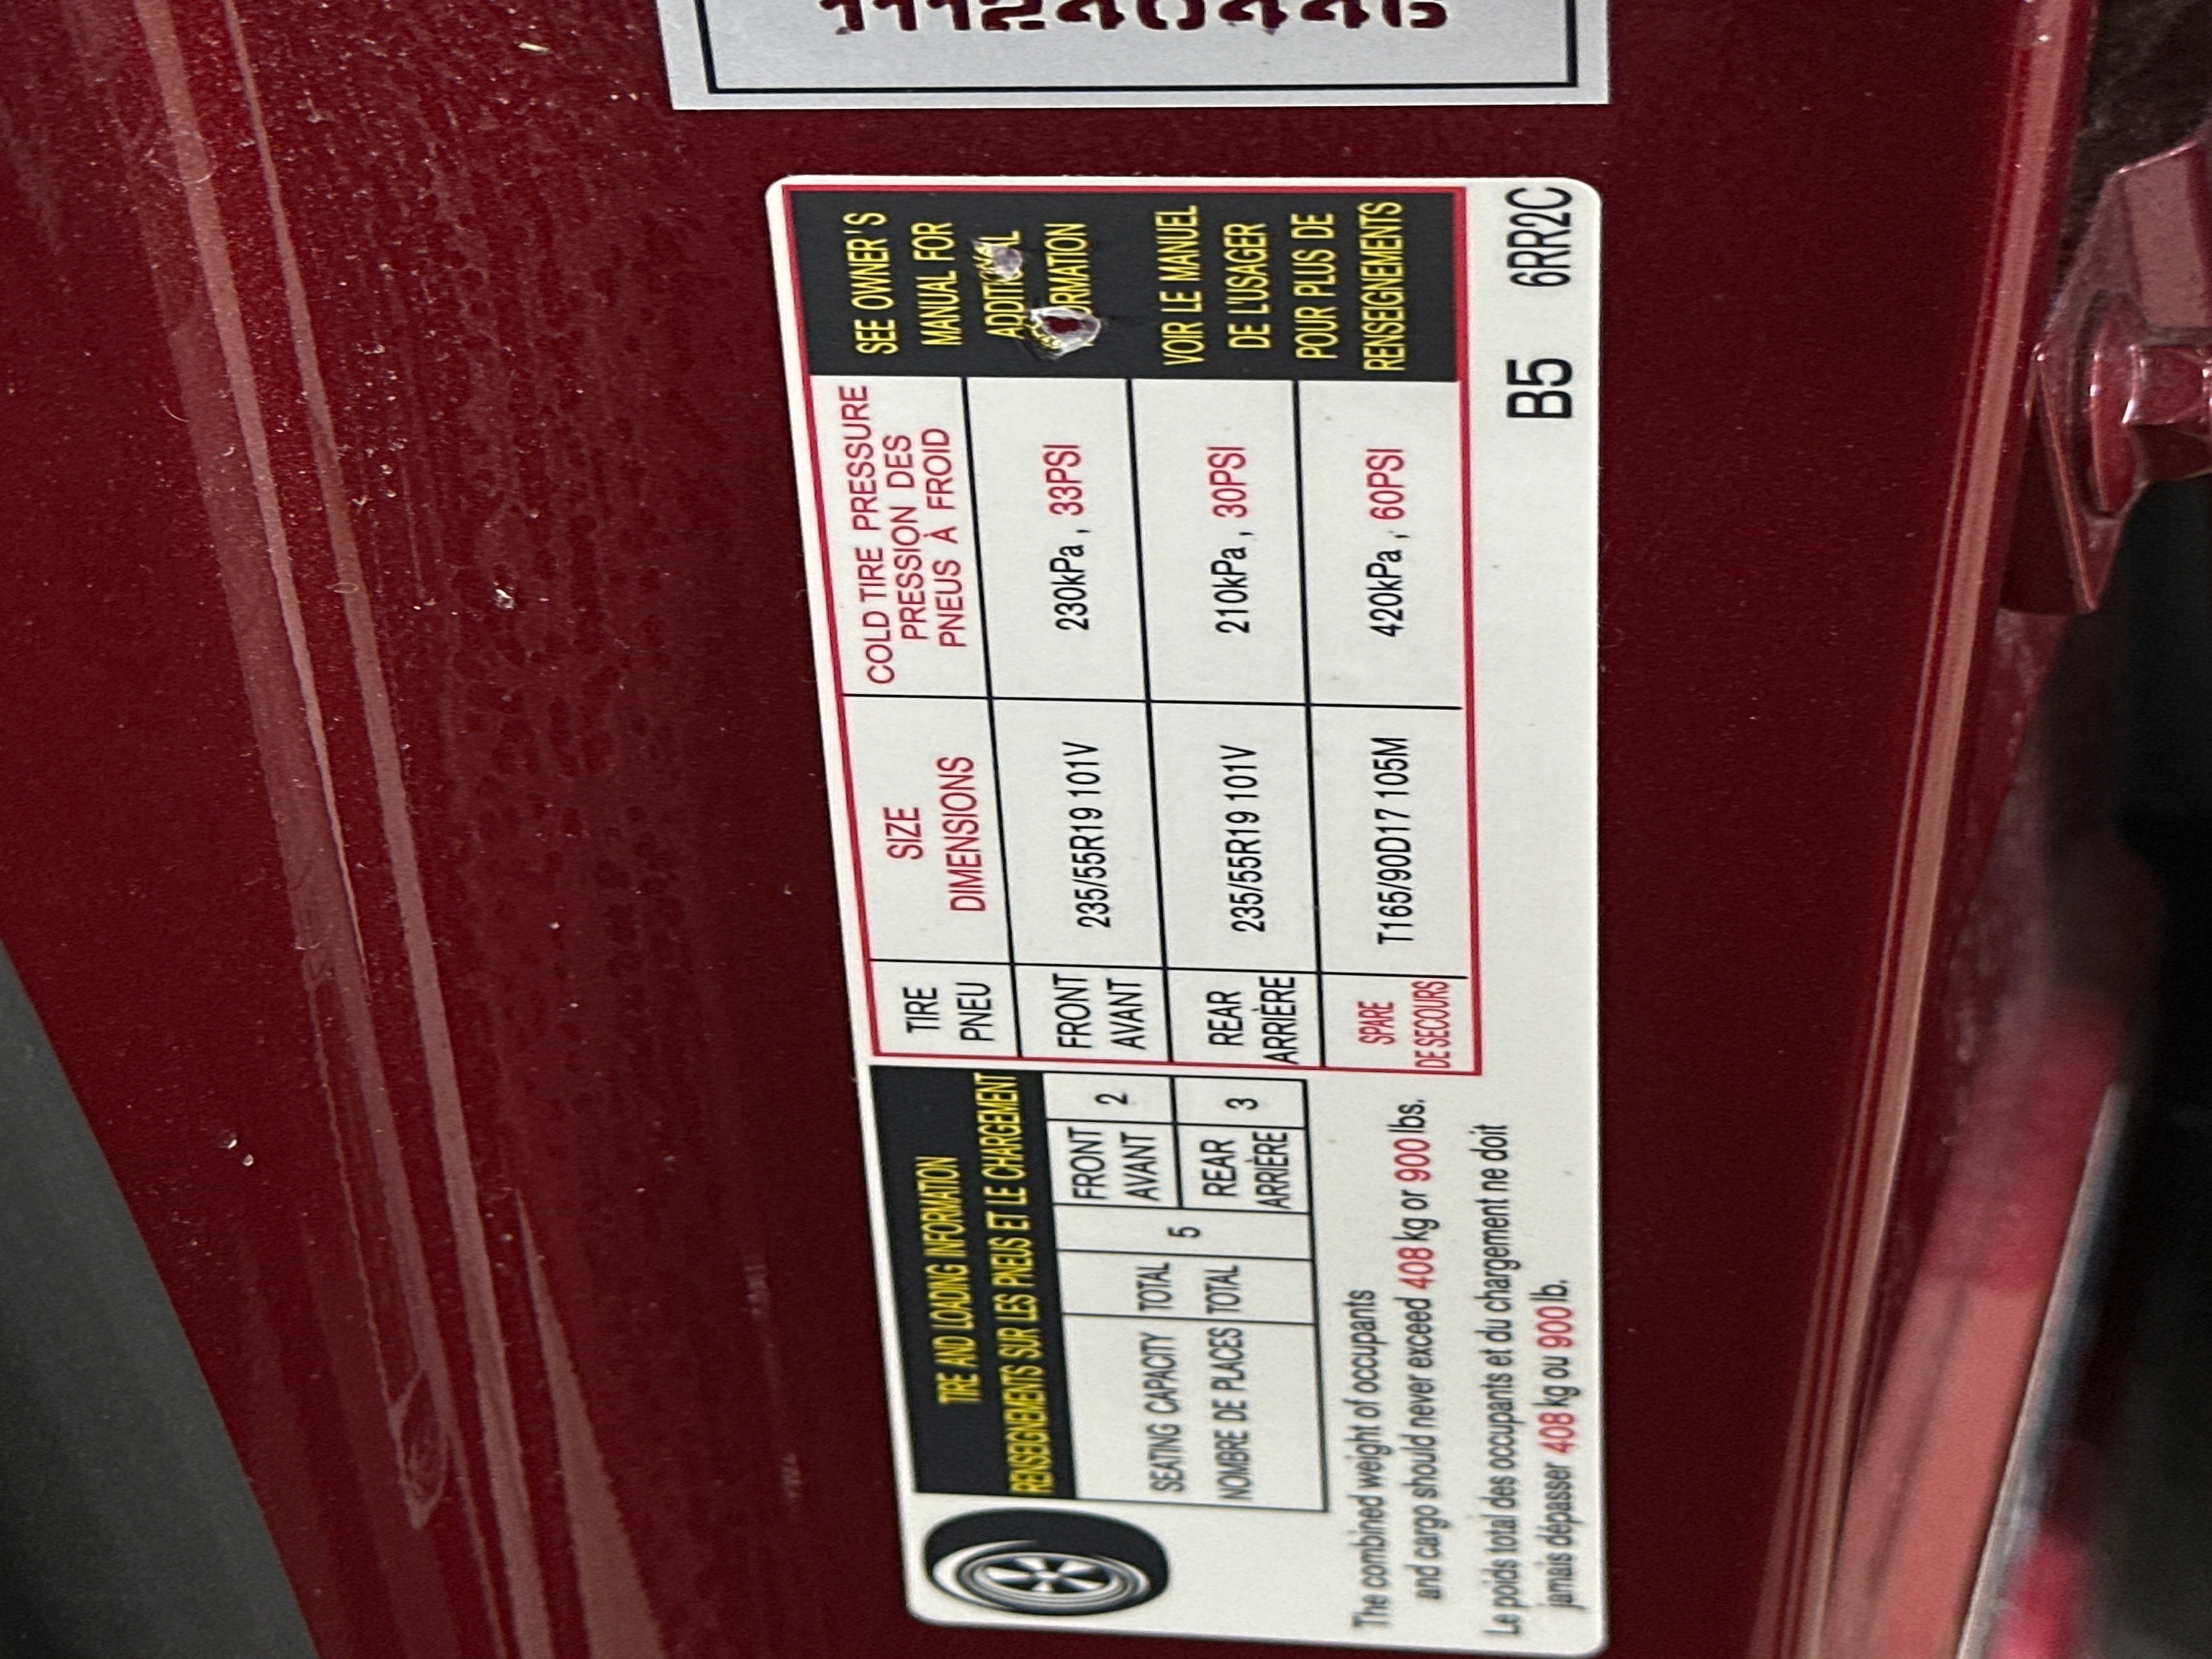 TIRE AND LOADING INFORMATION
RENSEIGNEMENTS SUR LES PNEUS ET LE CHARGEMENT
SEATING CAPACITY TOTAL 5 FRONT 2
NOMBRE DE PLACES TOTAL AVANT
REAR 3
ARRIÈRE
The combined weight of occupants
and cargo should never exceed 408 kg or 900 lbs.
Le poids total des occupants et du chargement ne doit
jamais dépasser 408 kg ou 900 lb.
TIRE SIZE COLD TIRE PRESSURE
PNEU DIMENSIONS PRESSION DES
PNEUS À FROID
FRONT 235/55R19 101V 230kPa , 33PSI
AVANT
REAR 235/55R19 101V 210kPa , 30PSI
ARRIÈRE
SPARE T165/90D17 105M 420kPa , 60PSI
DE SECOURS
SEE OWNER'S
MANUAL FOR
VOIR LE MANUEL
DE L'USAGER
POUR PLUS DE
RENSEIGNEMENTS
B5 6RR2C